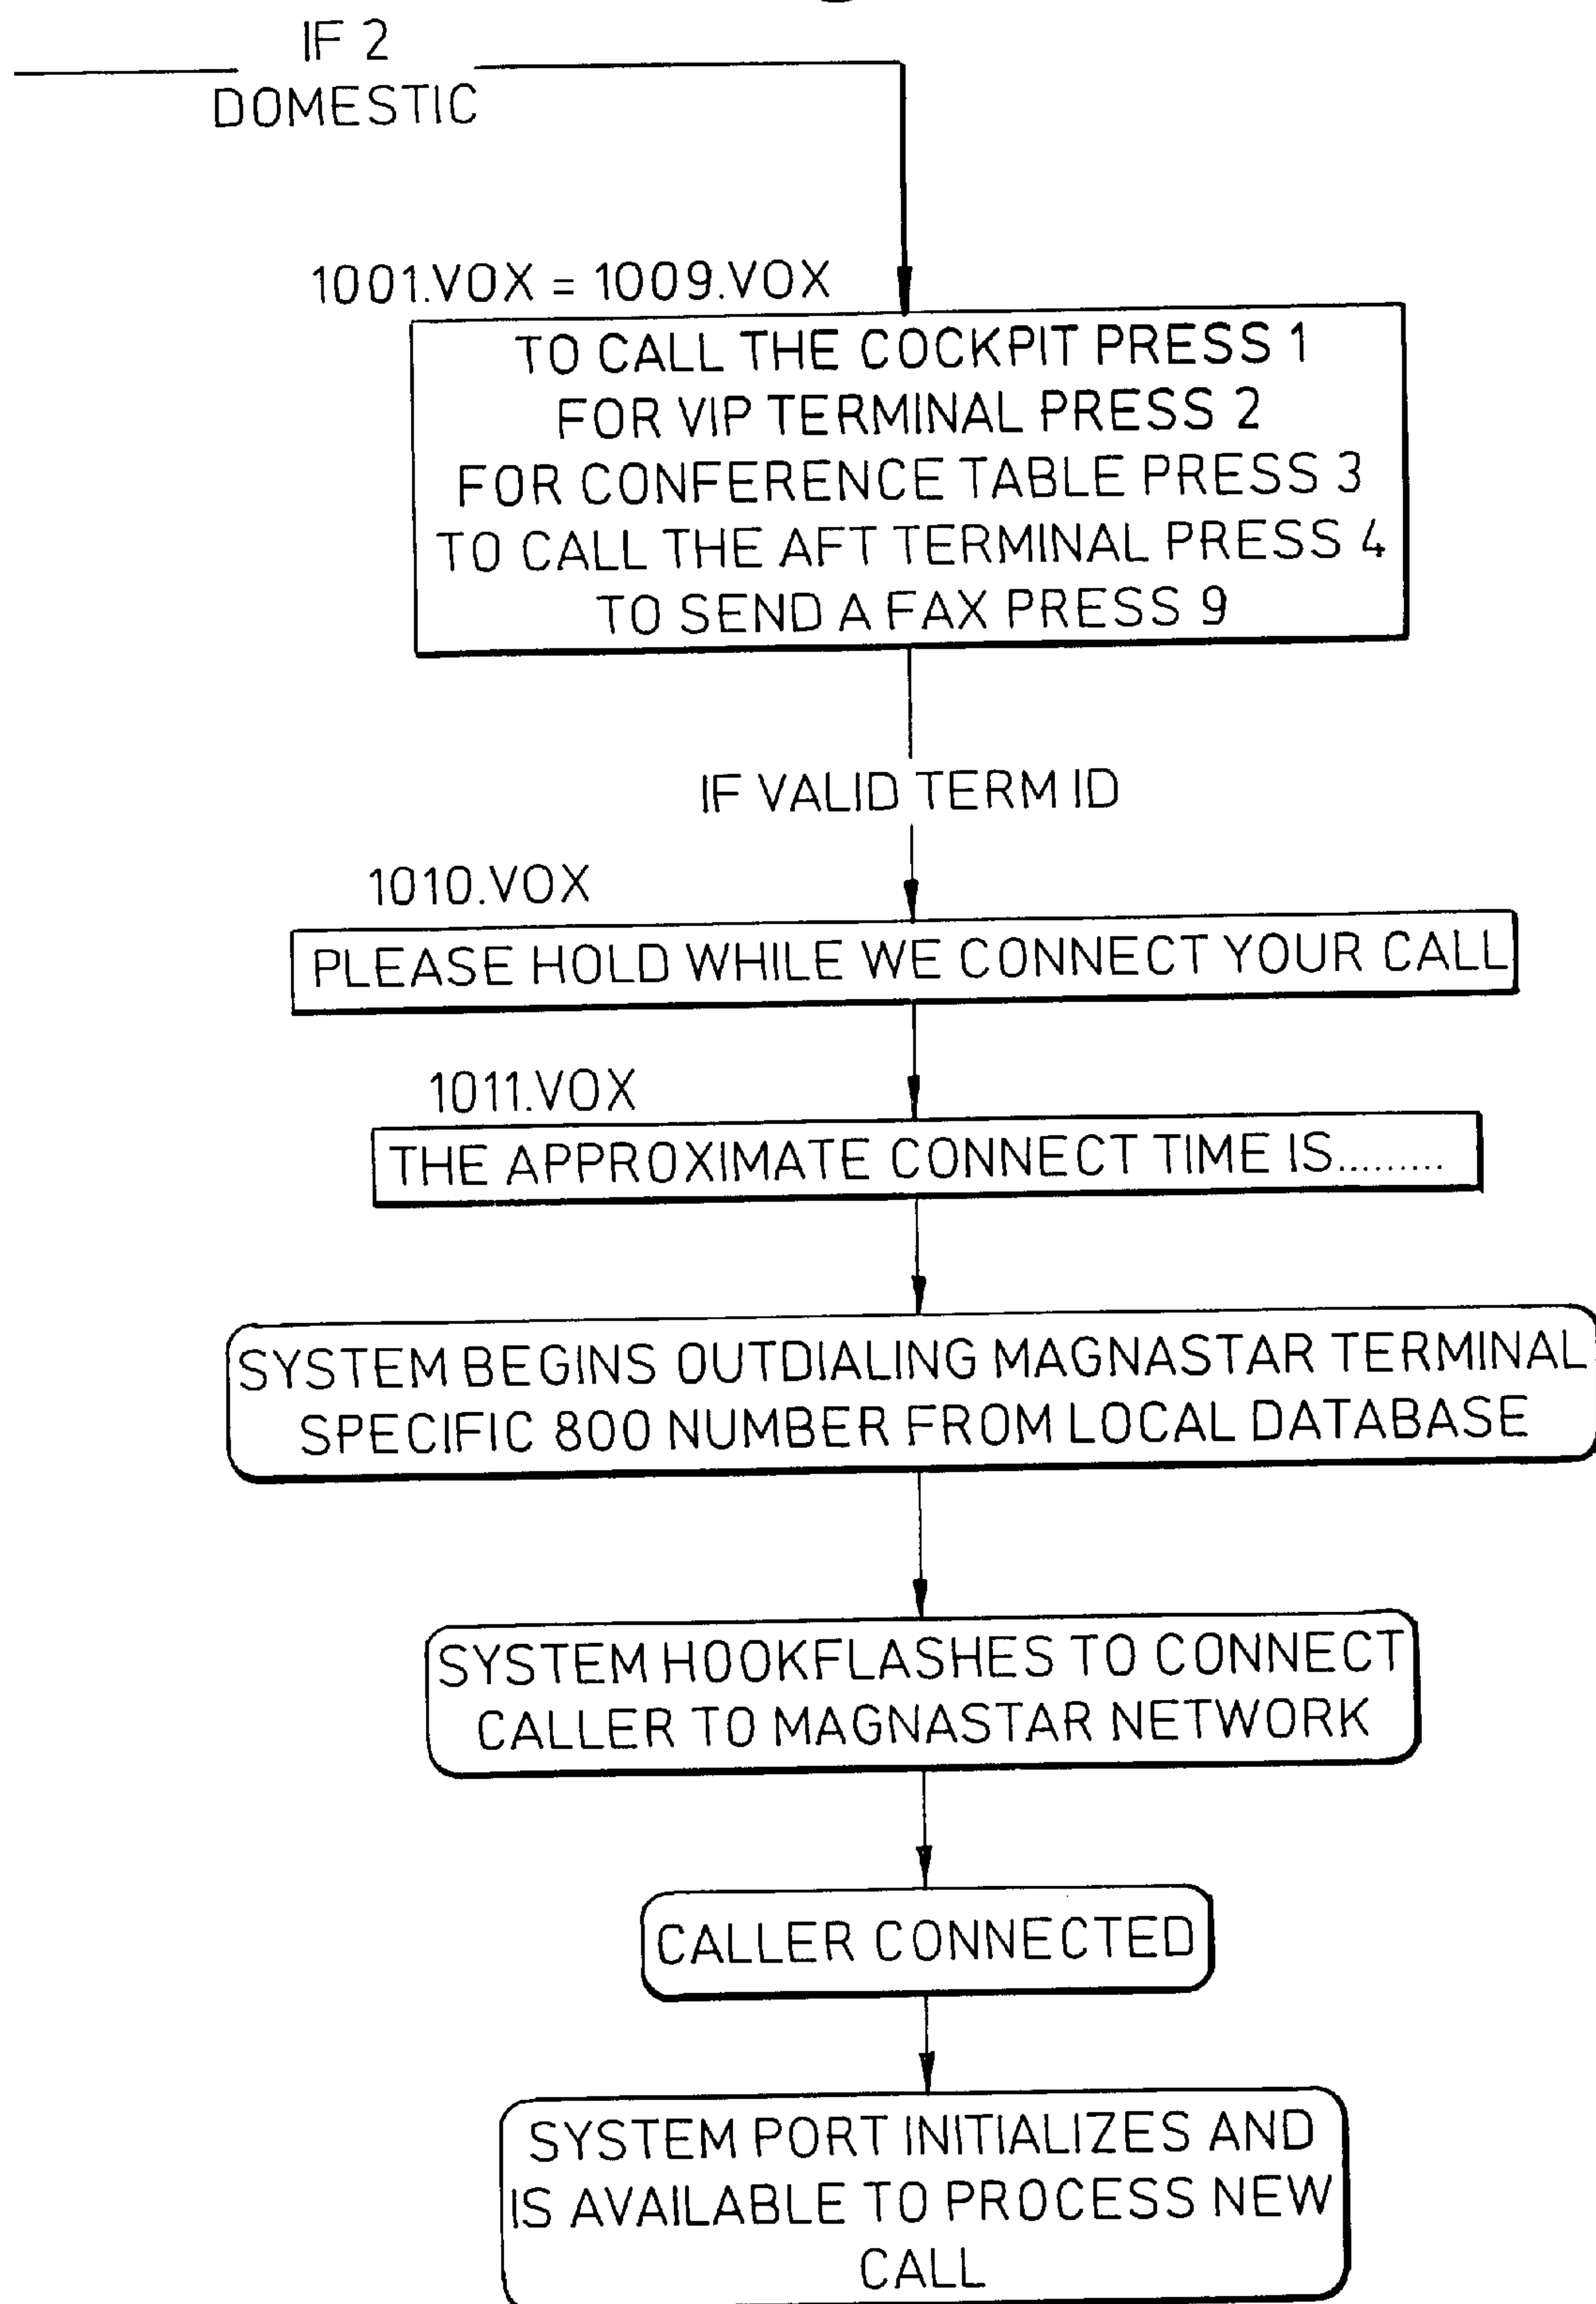 IF 2
DOMESTIC
1001.VOX = 1009.VOX
TO CALL THE COCKPIT PRESS 1
FOR VIP TERMINAL PRESS 2
FOR CONFERENCE TABLE PRESS 3
TO CALL THE AFT TERMINAL PRESS 4
TO SEND A FAX PRESS 9
IF VALID TERM ID
1010.VOX
PLEASE HOLD WHILE WE CONNECT YOUR CALL
1011.VOX
THE APPROXIMATE CONNECT TIME IS.........
SYSTEM BEGINS OUTDIALING MAGNASTAR TERMINAL
SPECIFIC 800 NUMBER FROM LOCAL DATABASE
SYSTEM HOOKFLASHES TO CONNECT
CALLER TO MAGNASTAR NETWORK
CALLER CONNECTED
SYSTEM PORT INITIALIZES AND
IS AVAILABLE TO PROCESS NEW
CALL